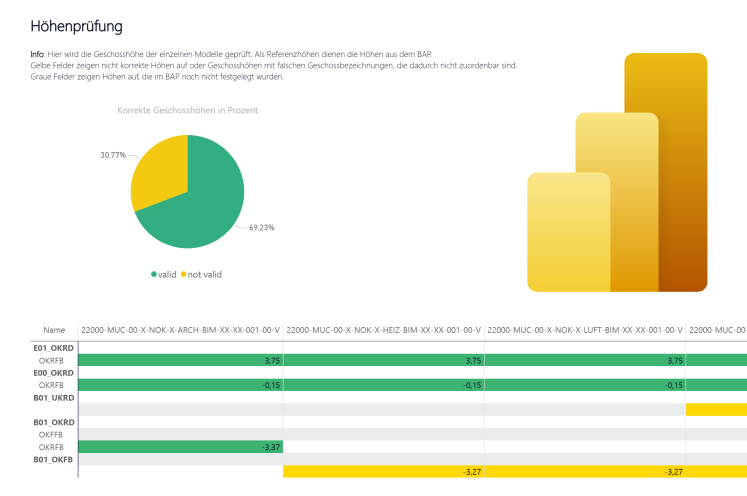 Höhenprüfung
Info: Hier wird die Geschosshöhe der einzelnen Modelle geprüft. Als Referenzhöhen dienen die Höhen aus dem BAP.
Gelbe Felder zeigen nicht korrekte Höhen auf oder Geschosshöhen mit falschen Geschossbezeichnungen, die dadurch nicht zuordenbar sind.
Graue Felder zeigen Höhen auf, die im BAP noch nicht festgelegt wurden.
Korrekte Geschosshöhen in Prozent
30,77%
69,23%
valid not valid
Name 22000-MUC-00-X-NOK-X-ARCH-BIM-XX-XX-001-00-V 22000-MUC-00-X-NOK-X-HEIZ-BIM-XX-XX-001-00-V 22000-MUC-00-X-NOK-X-LUFT-BIM-XX-XX-001-00-V 22000-MUC-00-
E01_OKRD
OKRFB 3,75 3,75 3,75
E00_OKRD
OKRFB -0,15 -0,15 -0,15
B01_UKRD
B01_OKRD
OKFFB
OKRFB -3,37
B01_OKFB
-3,27 -3,27